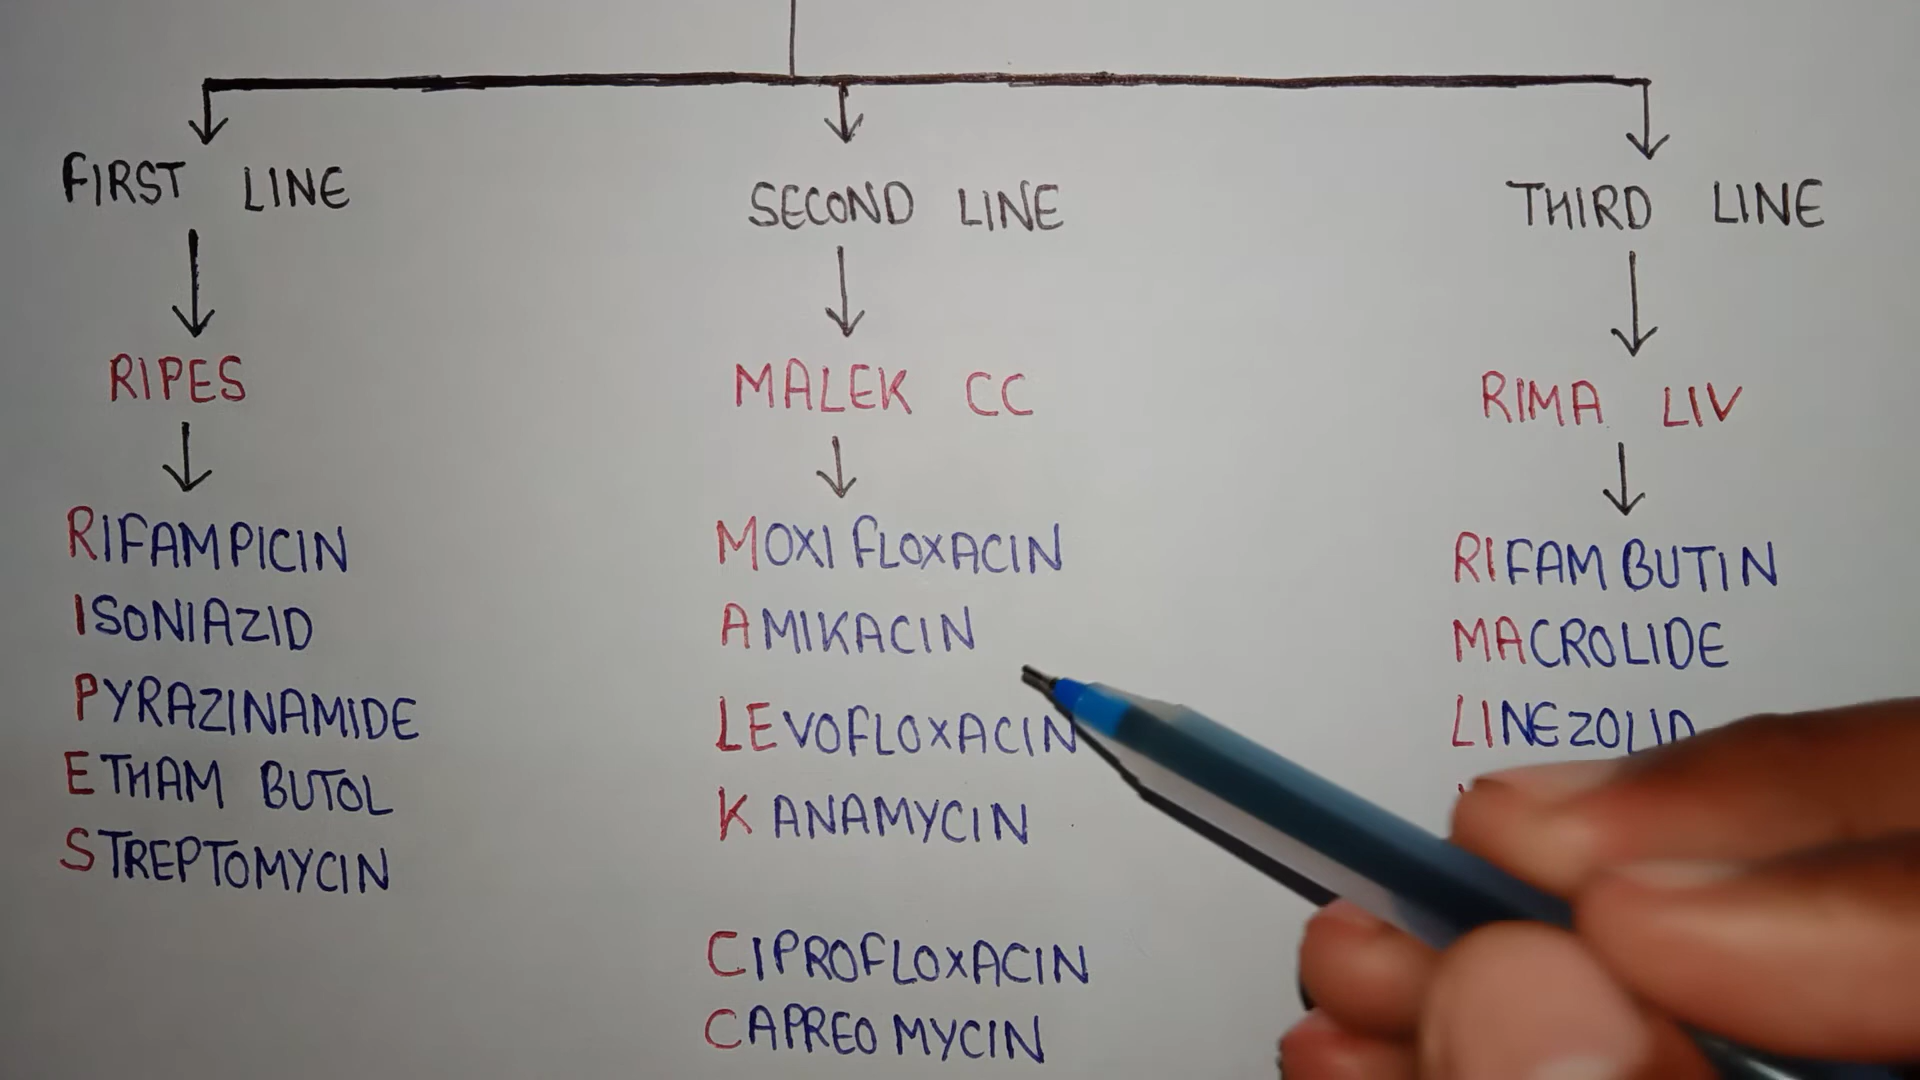 FIRST LINE
RIPES
RIFAMPICIN
ISONIAZID
PYRAZINAMIDE
ETHAM BUTOL
STREPTOMYCIN
SECOND LINE
MALEK CC
MOXI FLOXACIN
AMIKACIN
LEVOFLOXACIN
KANAMYCIN
CIPROFLOXACIN
CAPREO MYCIN
THIRD LINE
RIMA LIV
RIFAM BUTIN
MACROLIDE
LINEZOLID